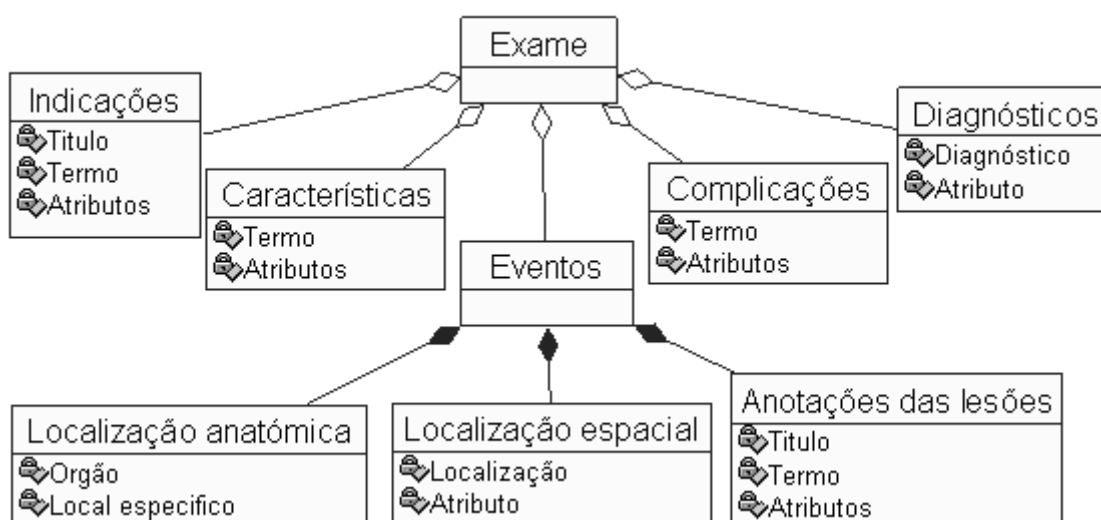 Exame
Indicações
Titulo
Termo
Atributos
Características
Termo
Atributos
Eventos
Complicações
Termo
Atributos
Diagnósticos
Diagnóstico
Atributo
Localização anatómica
Orgão
Local especifico
Localização espacial
Localização
Atributo
Anotações das lesões
Titulo
Termo
Atributos